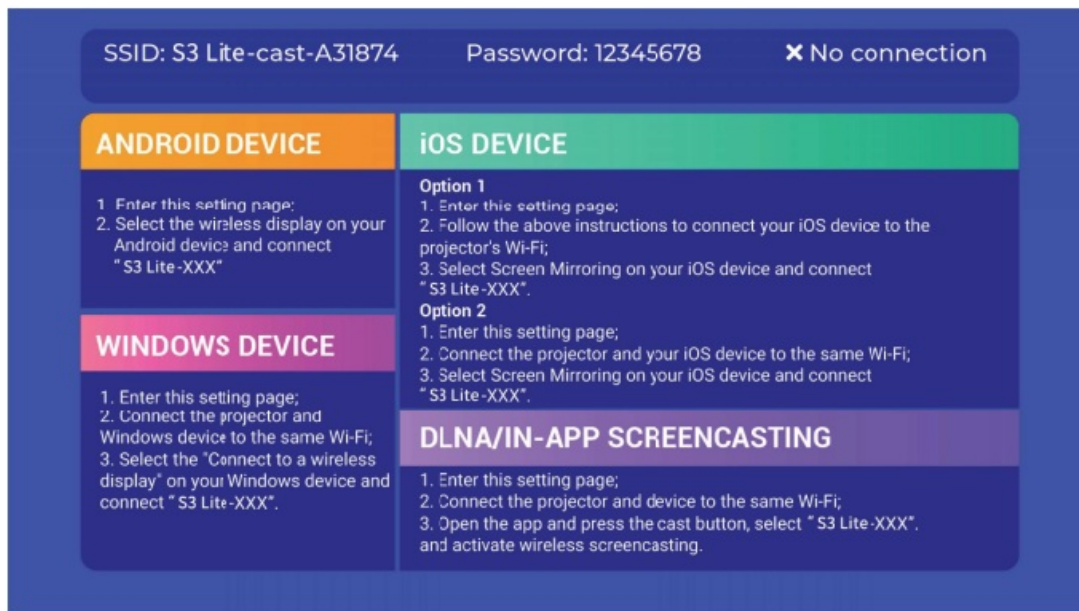 SSID: S3 Lite-cast-A31874 Password: 12345678 ✕ No connection
ANDROID DEVICE
1. Enter this setting page;
2. Select the wireless display on your
Android device and connect
“S3 Lite-XXX”
WINDOWS DEVICE
1. Enter this setting page;
2. Connect the projector and
Windows device to the same Wi-Fi;
3. Select the "Connect to a wireless
display" on your Windows device and
connect “S3 Lite-XXX”.
iOS DEVICE
Option 1
1. Enter this setting page;
2. Follow the above instructions to connect your iOS device to the
projector's Wi-Fi;
3. Select Screen Mirroring on your iOS device and connect
“S3 Lite-XXX”.
Option 2
1. Enter this setting page;
2. Connect the projector and your iOS device to the same Wi-Fi;
3. Select Screen Mirroring on your iOS device and connect
“S3 Lite-XXX”.
DLNA/IN-APP SCREENCASTING
1. Enter this setting page;
2. Connect the projector and device to the same Wi-Fi;
3. Open the app and press the cast button, select “S3 Lite-XXX”.
and activate wireless screencasting.